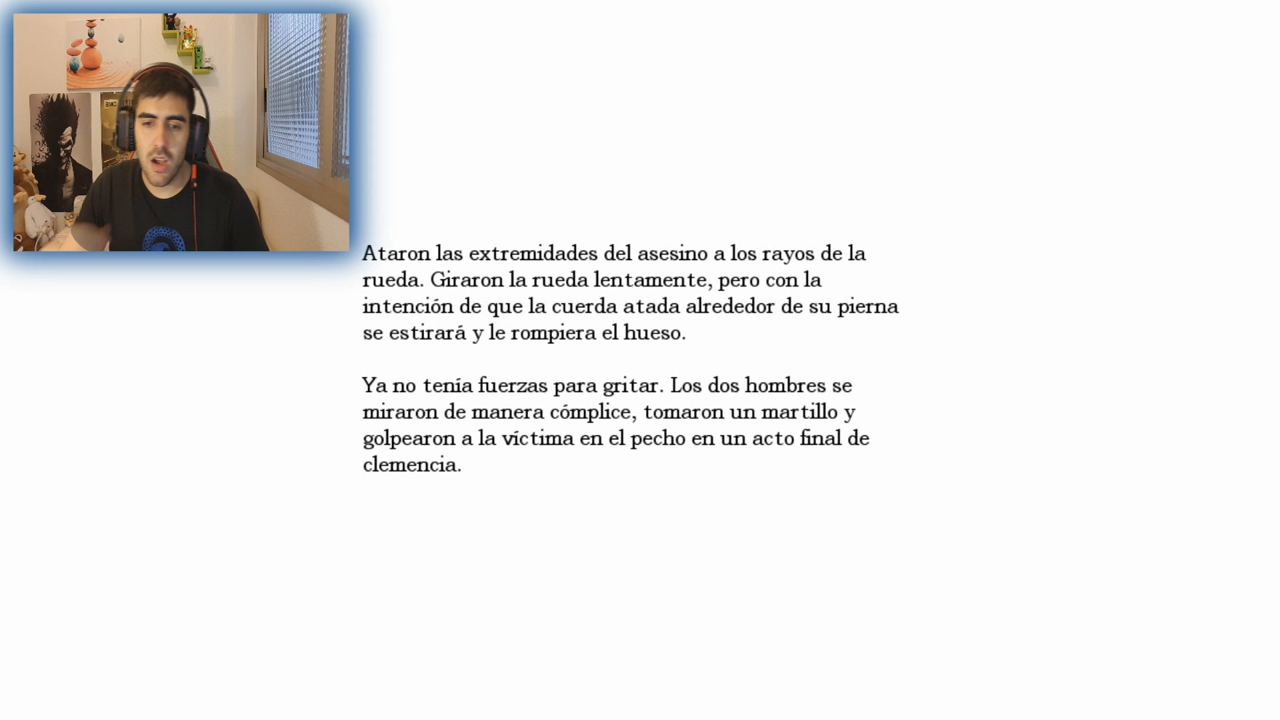 Ataron las extremidades del asesino a los rayos de la
rueda. Giraron la rueda lentamente, pero con la
intención de que la cuerda atada alrededor de su pierna
se estirará y le rompiera el hueso.
Ya no tenía fuerzas para gritar. Los dos hombres se
miraron de manera cómplice, tomaron un martillo y
golpearon a la víctima en el pecho en un acto final de
clemencia.